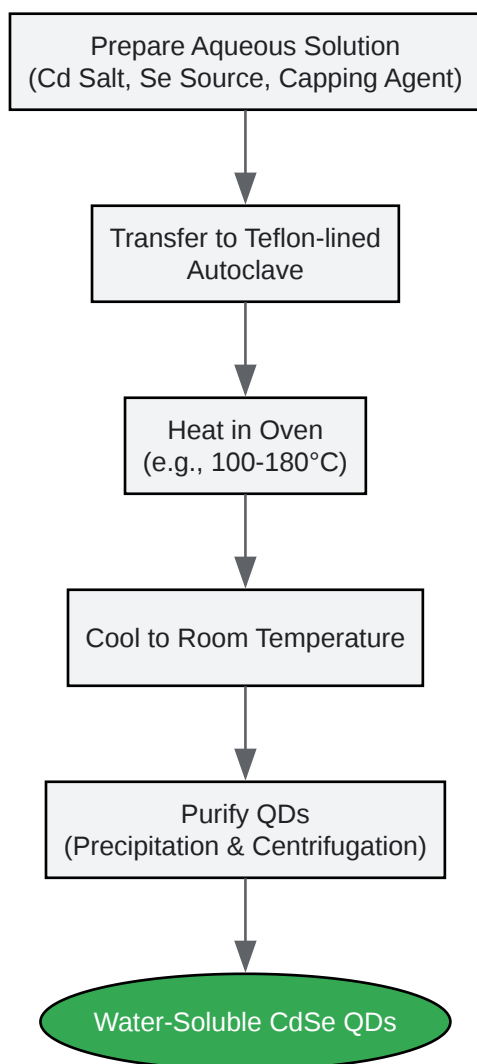 Prepare Aqueous Solution
(Cd Salt, Se Source, Capping Agent)
Transfer to Teflon-lined
Autoclave
Heat in Oven
(e.g., 100-180°C)
Cool to Room Temperature
Purify QDs
(Precipitation & Centrifugation)
Water-Soluble CdSe QDs